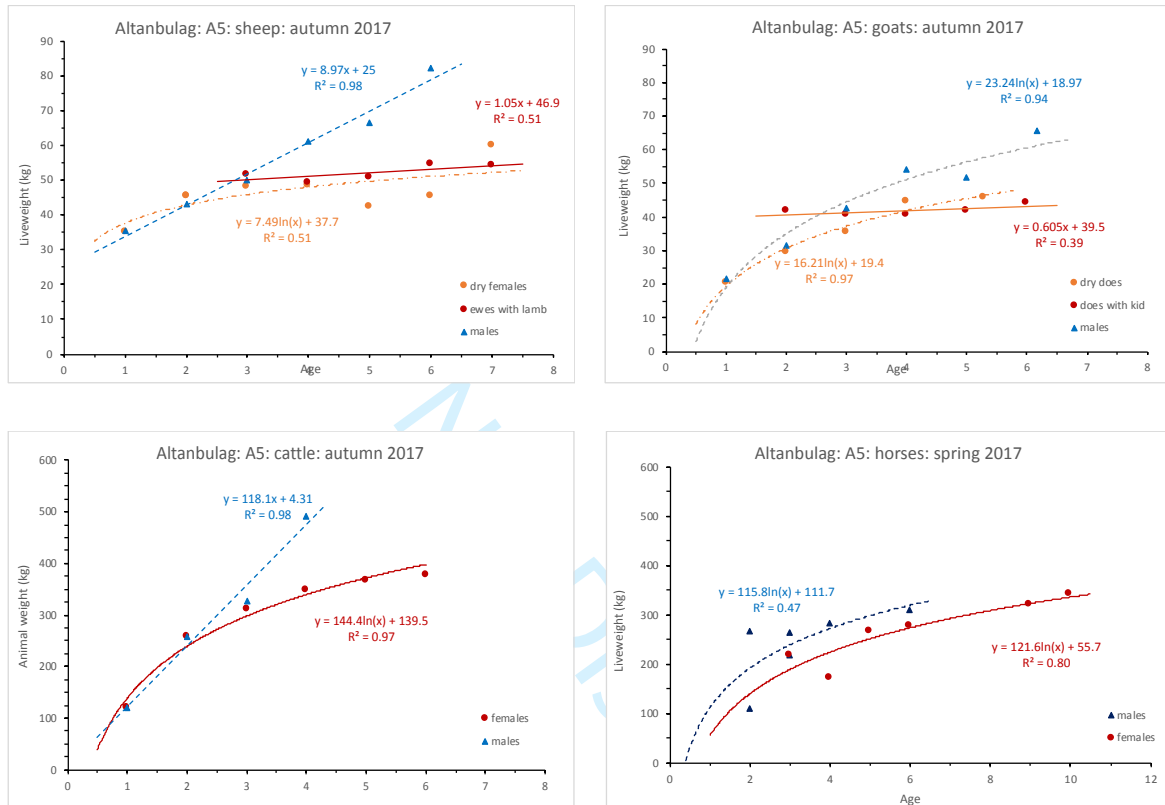 Altanbulag: A5: sheep: autumn 2017
90
80
70
60
50
40
30
20
10
0
Liveweight (kg)
y = 8.97x + 25
R² = 0.98
y = 1.05x + 46.9
R² = 0.51
y = 7.49ln(x) + 37.7
R² = 0.51
dry females
ewes with lamb
males
0 1 2 3 4 5 6 7 8
Age
Altanbulag: A5: goats: autumn 2017
90
80
70
60
50
40
30
20
10
0
Liveweight (kg)
y = 23.24ln(x) + 18.97
R² = 0.94
y = 0.605x + 39.5
R² = 0.39
y = 16.21ln(x) + 19.4
R² = 0.97
dry does
does with kid
males
0 1 2 3 4 5 6 7 8
Age
Altanbulag: A5: cattle: autumn 2017
600
500
400
300
200
100
0
Animal weight (kg)
y = 118.1x + 4.31
R² = 0.98
y = 144.4ln(x) + 139.5
R² = 0.97
females
males
0 1 2 3 4 5 6 7 8
Altanbulag: A5: horses: spring 2017
600
500
400
300
200
100
0
Liveweight (kg)
y = 115.8ln(x) + 111.7
R² = 0.47
y = 121.6ln(x) + 55.7
R² = 0.80
males
females
0 2 4 6 8 10 12
Age